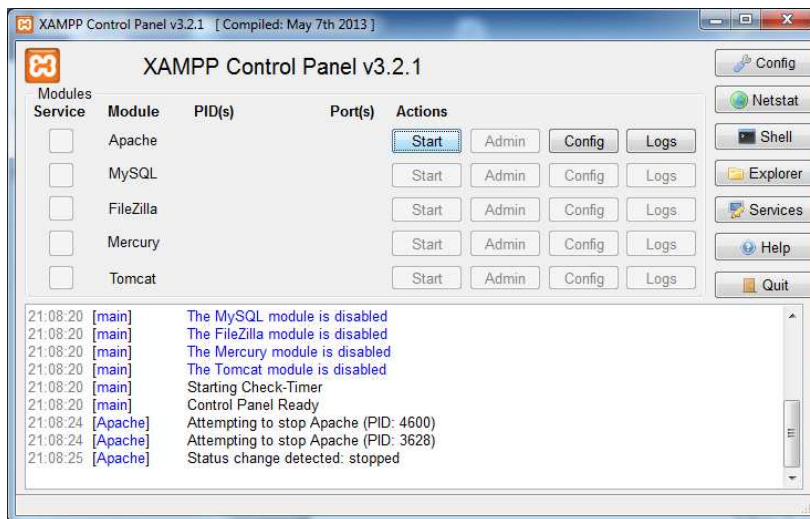 XAMPP Control Panel v3.2.1 [ Compiled: May 7th 2013 ]
XAMPP Control Panel v3.2.1
Config
Modules
Netstat
Service Module PID(s) Port(s) Actions
Apache Start Admin Config Logs
Shell
MySQL Start Admin Config Logs
Explorer
FileZilla Start Admin Config Logs
Services
Mercury Start Admin Config Logs
Help
Tomcat Start Admin Config Logs
Quit
21:08:20 [main] The MySQL module is disabled
21:08:20 [main] The FileZilla module is disabled
21:08:20 [main] The Mercury module is disabled
21:08:20 [main] The Tomcat module is disabled
21:08:20 [main] Starting Check-Timer
21:08:20 [main] Control Panel Ready
21:08:24 [Apache] Attempting to stop Apache (PID: 4600)
21:08:24 [Apache] Attempting to stop Apache (PID: 3628)
21:08:25 [Apache] Status change detected: stopped